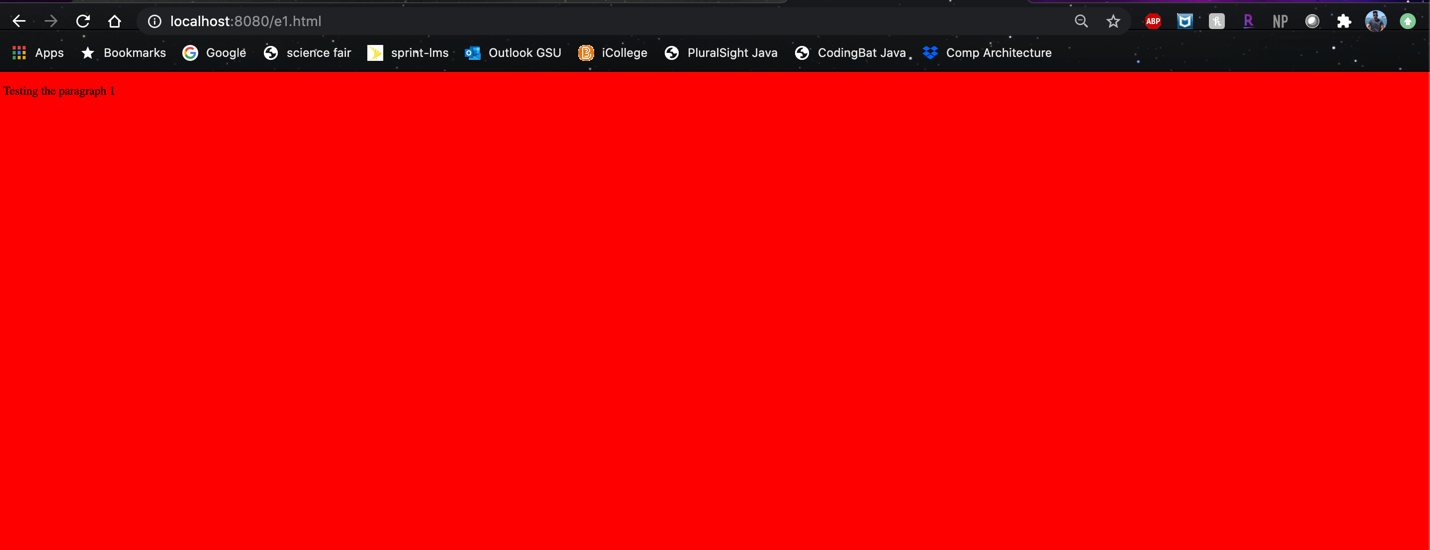 localhost:8080/e1.html
ABP
R
NP
Apps Bookmarks Google science fair sprint-lms Outlook GSU iCollege PluralSight Java CodingBat Java Comp Architecture
Testing the paragraph 1